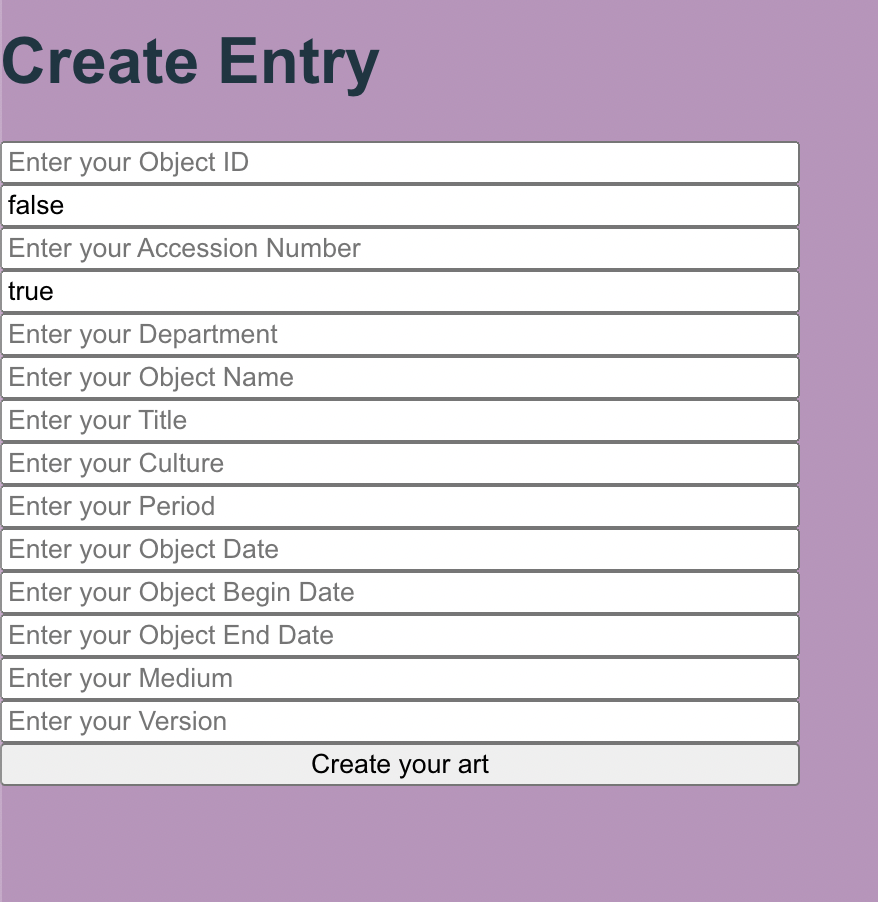 Create Entry
Enter your Object ID
false
Enter your Accession Number
true
Enter your Department
Enter your Object Name
Enter your Title
Enter your Culture
Enter your Period
Enter your Object Date
Enter your Object Begin Date
Enter your Object End Date
Enter your Medium
Enter your Version
Create your art